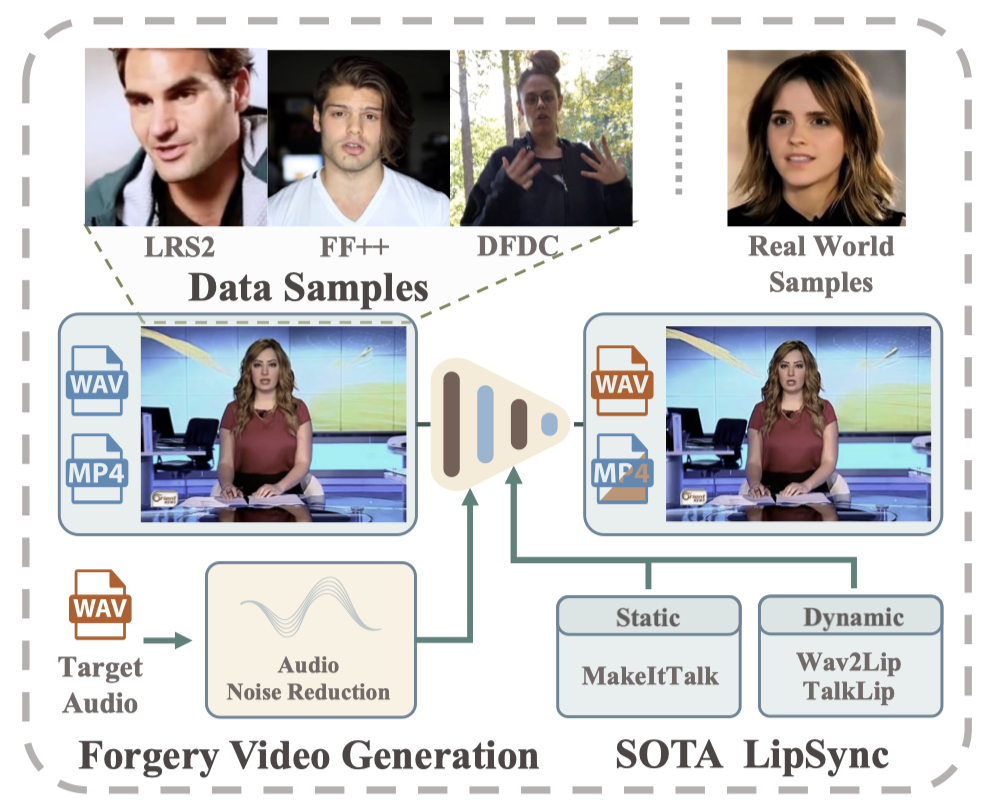 LRS2
FF++
DFDC
Real World
Samples
Data Samples
WAV
MP4
WAV
MP4
WAV
Target
Audio
Audio
Noise Reduction
Static
MakeItTalk
Dynamic
Wav2Lip
TalkLip
Forgery Video Generation
SOTA LipSync